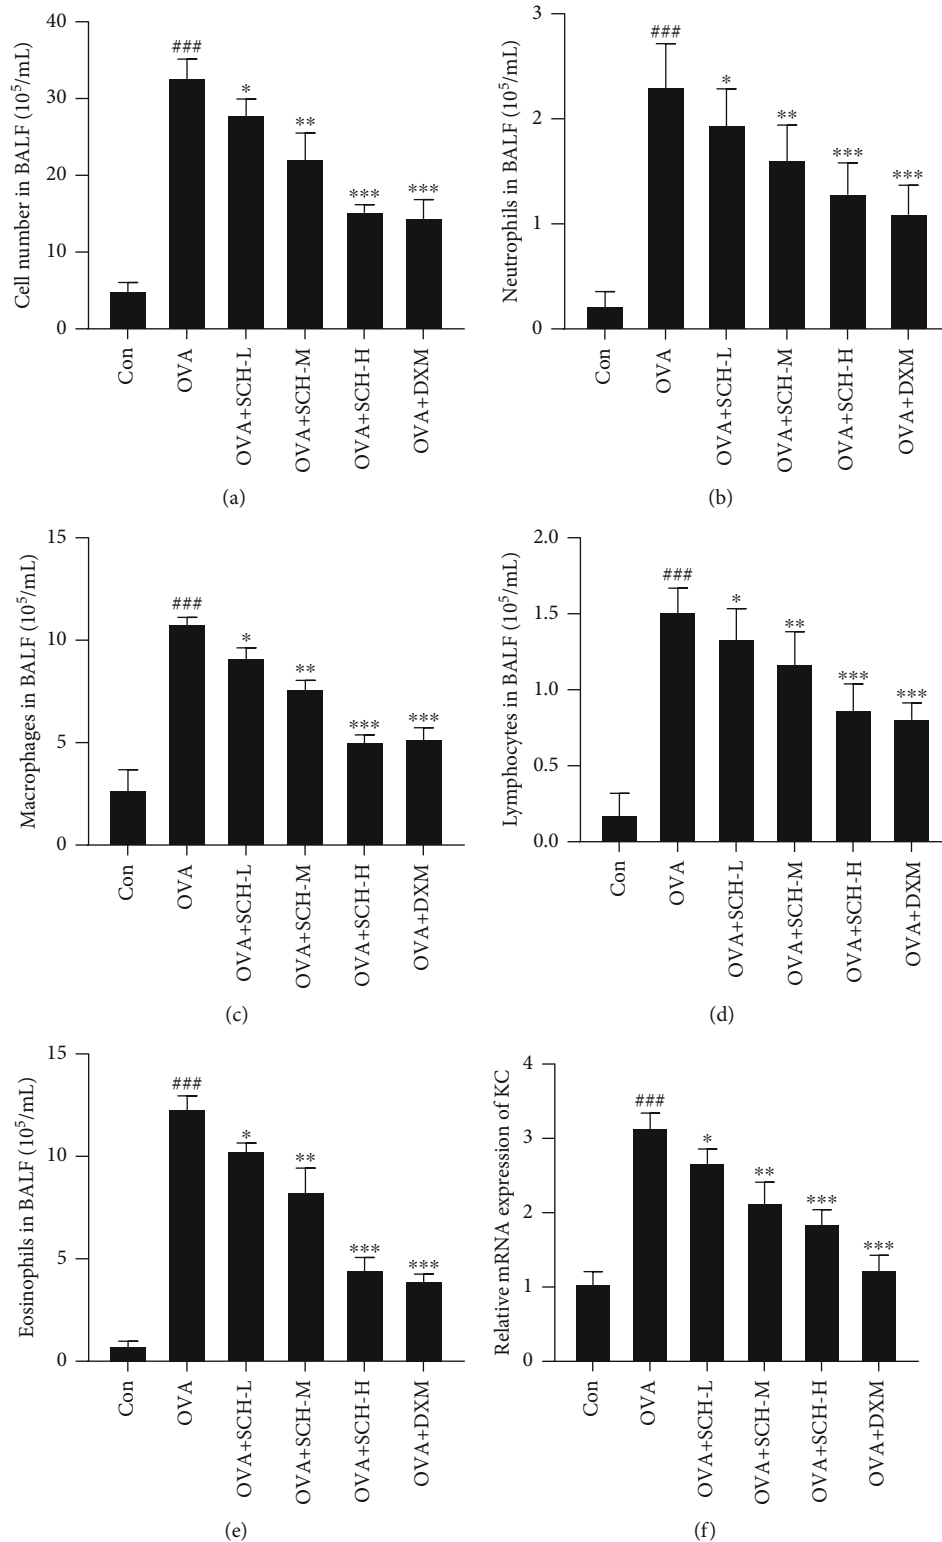 Cell number in BALF (10⁵/mL)
40
30
20
10
0
###
*
**
***
***
Con
OVA
OVA+SCH-L
OVA+SCH-M
OVA+SCH-H
OVA+DXM
(a)
Neutrophils in BALF (10⁵/mL)
3
2
1
0
###
*
**
***
***
Con
OVA
OVA+SCH-L
OVA+SCH-M
OVA+SCH-H
OVA+DXM
(b)
Macrophages in BALF (10⁵/mL)
15
10
5
0
###
*
**
***
***
Con
OVA
OVA+SCH-L
OVA+SCH-M
OVA+SCH-H
OVA+DXM
(c)
Lymphocytes in BALF (10⁵/mL)
2.0
1.5
1.0
0.5
0.0
###
*
**
***
***
Con
OVA
OVA+SCH-L
OVA+SCH-M
OVA+SCH-H
OVA+DXM
(d)
Eosinophils in BALF (10⁵/mL)
15
10
5
0
###
*
**
***
***
Con
OVA
OVA+SCH-L
OVA+SCH-M
OVA+SCH-H
OVA+DXM
(e)
Relative mRNA expression of KC
4
3
2
1
0
###
*
**
***
***
Con
OVA
OVA+SCH-L
OVA+SCH-M
OVA+SCH-H
OVA+DXM
(f)